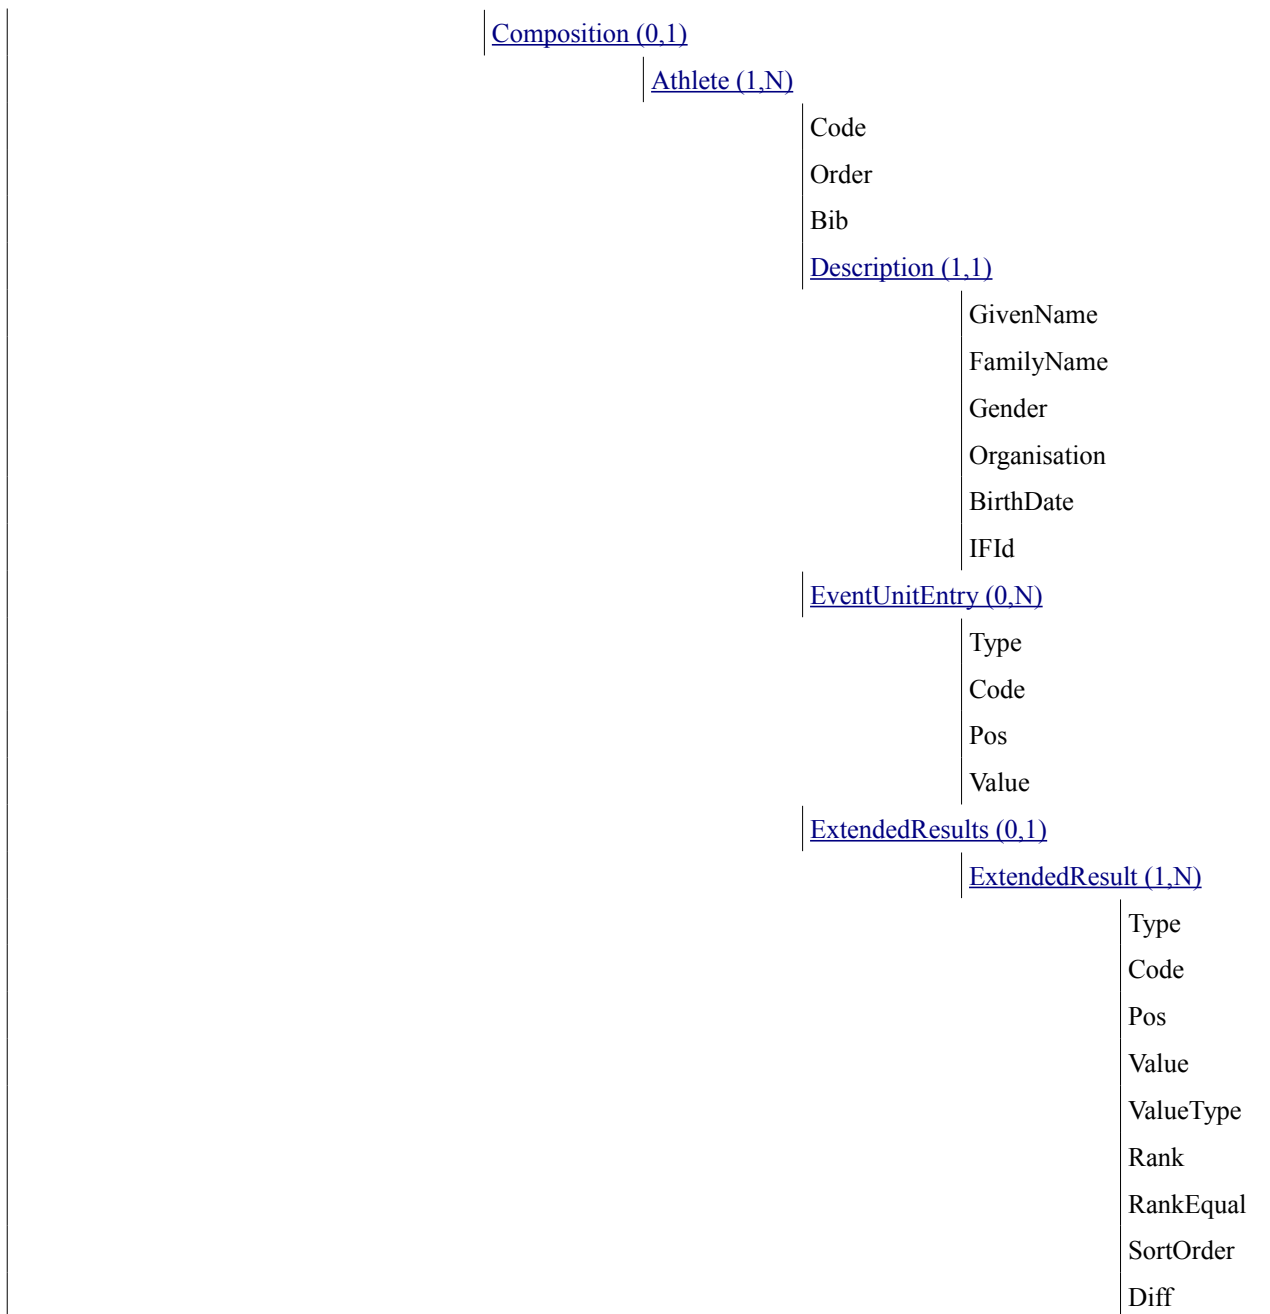 Composition (0,1)
Athlete (1,N)
Code
Order
Bib
Description (1,1)
GivenName
FamilyName
Gender
Organisation
BirthDate
IFId
EventUnitEntry (0,N)
Type
Code
Pos
Value
ExtendedResults (0,1)
ExtendedResult (1,N)
Type
Code
Pos
Value
ValueType
Rank
RankEqual
SortOrder
Diff